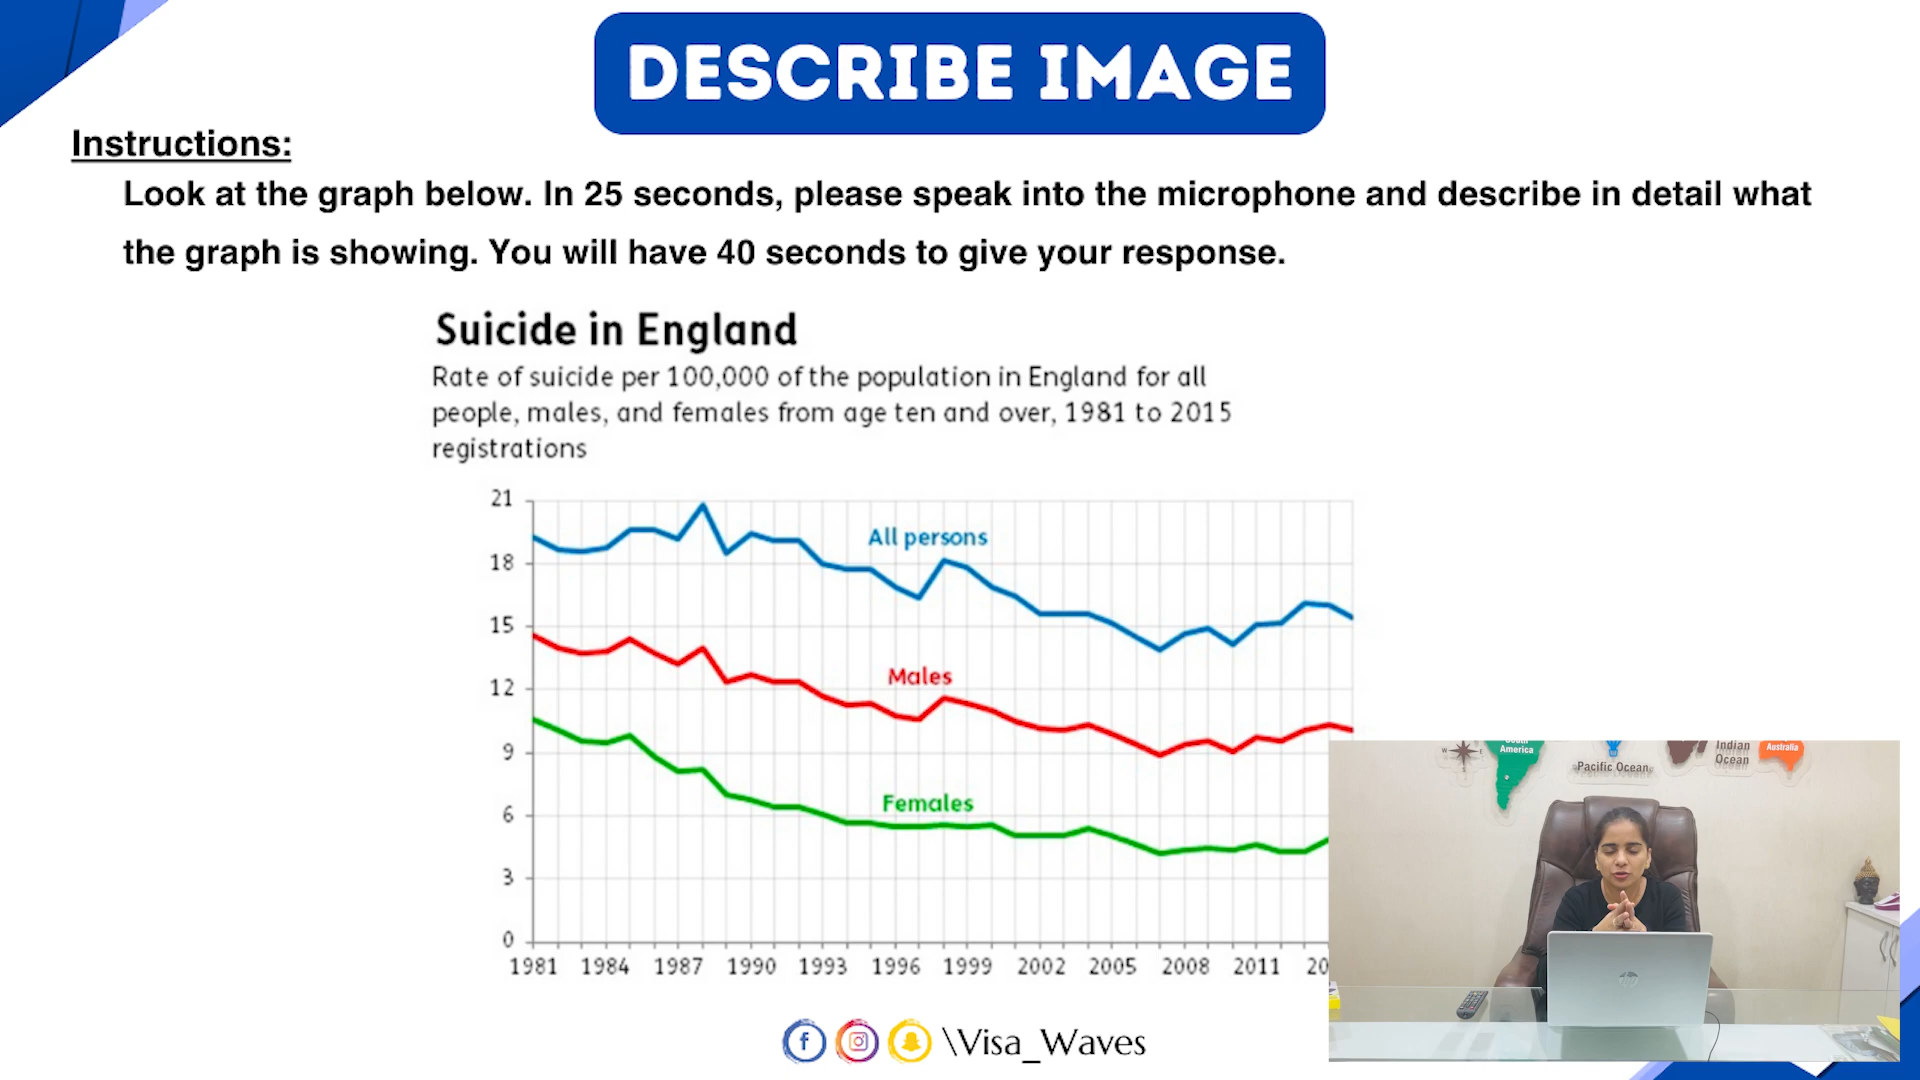 DESCRIBE IMAGE
Instructions:
Look at the graph below. In 25 seconds, please speak into the microphone and describe in detail what
the graph is showing. You will have 40 seconds to give your response.
Suicide in England
Rate of suicide per 100,000 of the population in England for all
people, males, and females from age ten and over, 1981 to 2015
registrations
21
18
15
12
9
6
3
0
All persons
Males
Females
1981 1984 1987 1990 1993 1996 1999 2002 2005 2008 2011 20
W E
South
America
Pacific Ocean
Indian
Ocean
Australia
hp
\Visa_Waves